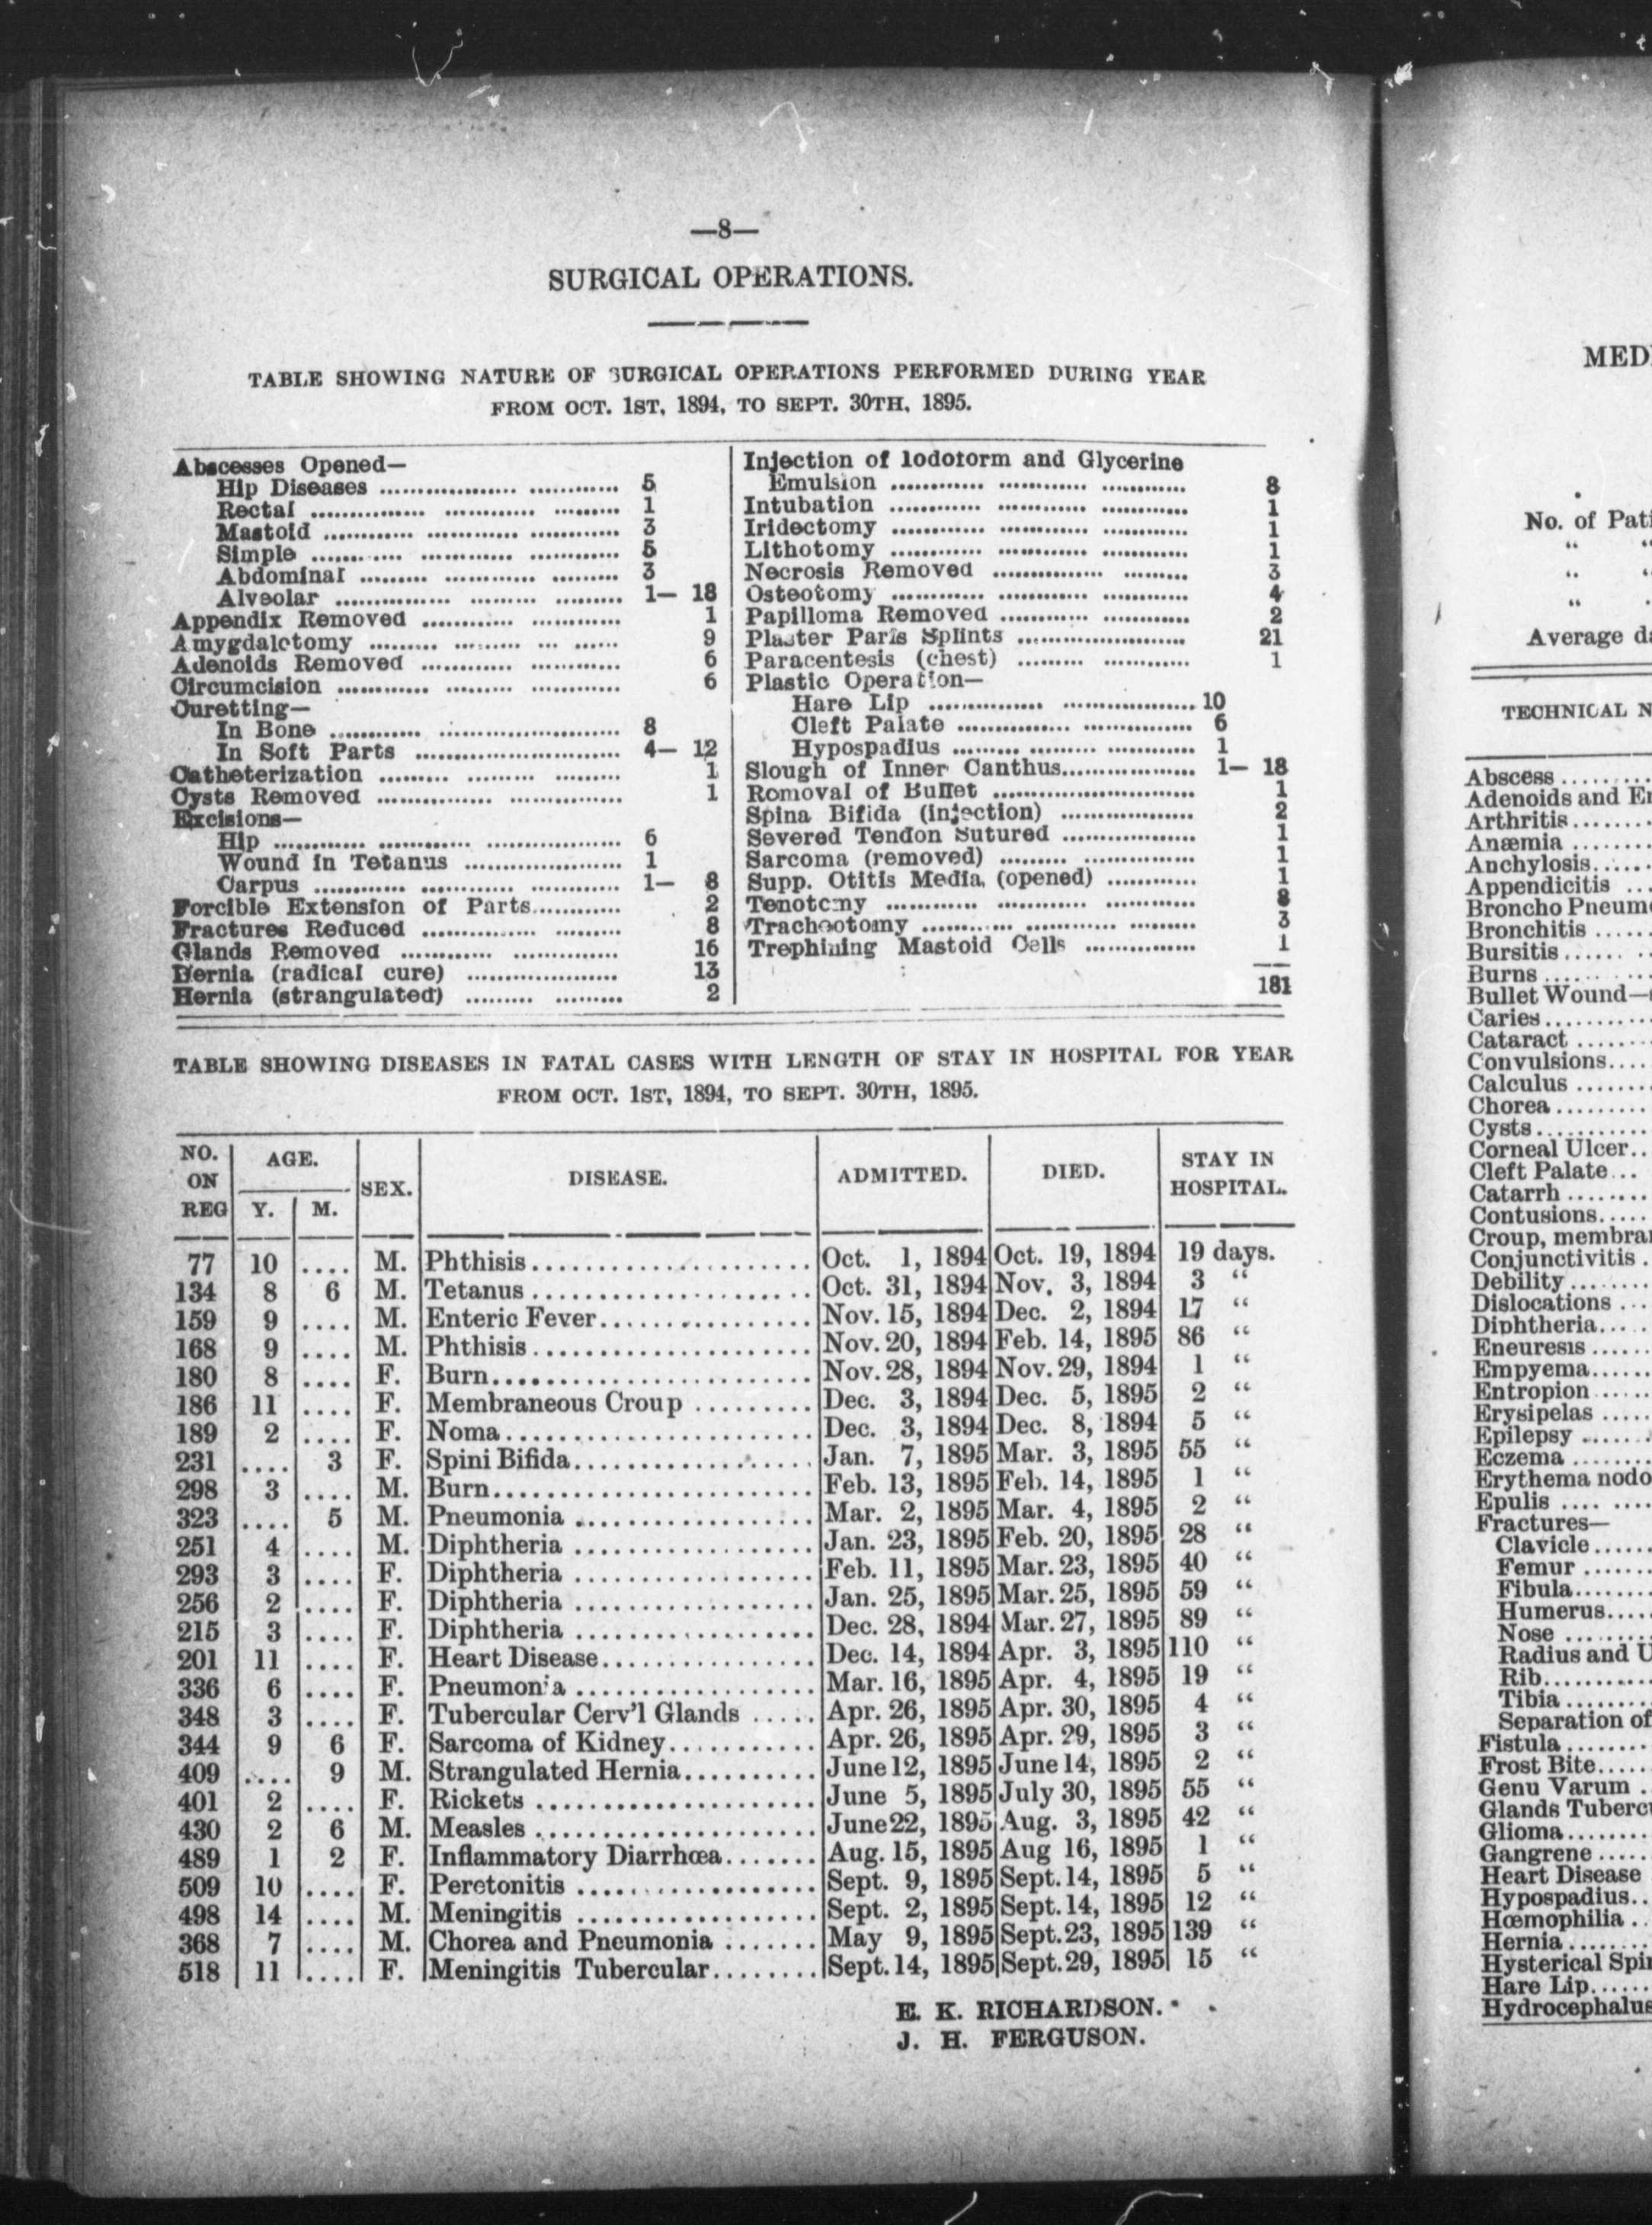 —8—
SURGICAL OPERATIONS.
TABLE SHOWING NATURE OF SURGICAL OPERATIONS PERFORMED DURING YEAR
FROM OCT. 1ST, 1894, TO SEPT. 30TH, 1895.
Abscesses Opened—
Hip Diseases 5
Rectal 1
Mastoid 3
Simple 5
Abdominal 3
Alveolar 1— 18
Appendix Removed 1
Amygdalotomy 9
Adenoids Removed 6
Circumcision 6
Curetting—
In Bone 8
In Soft Parts 4— 12
Catheterization 1
Cysts Removed 1
Excisions—
Hip 6
Wound in Tetanus 1
Carpus 1— 8
Forcible Extension of Parts 2
Fractures Reduced 8
Glands Removed 16
Hernia (radical cure) 13
Hernia (strangulated) 2
Injection of Iodoform and Glycerine
Emulsion 8
Intubation 1
Iridectomy 1
Lithotomy 1
Necrosis Removed 3
Osteotomy 4
Papilloma Removed 2
Plaster Paris Splints 21
Paracentesis (chest) 1
Plastic Operation—
Hare Lip 10
Cleft Palate 6
Hypospadius 1
Slough of Inner Canthus 1— 18
Romoval of Bullet 1
Spina Bifida (injection) 2
Severed Tendon Sutured 1
Sarcoma (removed) 1
Supp. Otitis Media, (opened) 1
Tenotomy 8
Tracheotomy 3
Trephining Mastoid Cells 1
181
TABLE SHOWING DISEASES IN FATAL CASES WITH LENGTH OF STAY IN HOSPITAL FOR YEAR
FROM OCT. 1ST, 1894, TO SEPT. 30TH, 1895.
NO. ON REG AGE. Y. M. SEX. DISEASE. ADMITTED. DIED. STAY IN HOSPITAL.
77 10 .... M. Phthisis Oct. 1, 1894 Oct. 19, 1894 19 days.
134 8 6 M. Tetanus Oct. 31, 1894 Nov. 3, 1894 3 “
159 9 .... M. Enteric Fever Nov. 15, 1894 Dec. 2, 1894 17 “
168 9 .... M. Phthisis Nov. 20, 1894 Feb. 14, 1895 86 “
180 8 .... F. Burn Nov. 28, 1894 Nov. 29, 1894 1 “
186 11 .... F. Membraneous Croup Dec. 3, 1894 Dec. 5, 1895 2 “
189 2 .... F. Noma Dec. 3, 1894 Dec. 8, 1894 5 “
231 .... 3 F. Spini Bifida Jan. 7, 1895 Mar. 3, 1895 55 “
298 3 .... M. Burn Feb. 13, 1895 Feb. 14, 1895 1 “
323 .... 5 M. Pneumonia Mar. 2, 1895 Mar. 4, 1895 2 “
251 4 .... M. Diphtheria Jan. 23, 1895 Feb. 20, 1895 28 “
293 3 .... F. Diphtheria Feb. 11, 1895 Mar. 23, 1895 40 “
256 2 .... F. Diphtheria Jan. 25, 1895 Mar. 25, 1895 59 “
215 3 .... F. Diphtheria Dec. 28, 1894 Mar. 27, 1895 89 “
201 11 .... F. Heart Disease Dec. 14, 1894 Apr. 3, 1895 110 “
336 6 .... F. Pneumonia Mar. 16, 1895 Apr. 4, 1895 19 “
348 3 .... F. Tubercular Cerv'l Glands Apr. 26, 1895 Apr. 30, 1895 4 “
344 9 6 F. Sarcoma of Kidney Apr. 26, 1895 Apr. 29, 1895 3 “
409 .... 9 M. Strangulated Hernia June 12, 1895 June 14, 1895 2 “
401 2 .... F. Rickets June 5, 1895 July 30, 1895 55 “
430 2 6 M. Measles June 22, 1895 Aug. 3, 1895 42 “
489 1 2 F. Inflammatory Diarrhœa Aug. 15, 1895 Aug 16, 1895 1 “
509 10 .... F. Peretonitis Sept. 9, 1895 Sept. 14, 1895 5 “
498 14 .... M. Meningitis Sept. 2, 1895 Sept. 14, 1895 12 “
368 7 .... M. Chorea and Pneumonia May 9, 1895 Sept. 23, 1895 139 “
518 11 .... F. Meningitis Tubercular Sept. 14, 1895 Sept. 29, 1895 15 “
E. K. RICHARDSON.
J. H. FERGUSON.
MED
No. of Pat
“ “
“
“
Average d
TECHNICAL N
Abscess
Adenoids and E
Arthritis
Anæmia
Anchylosis
Appendicitis
Broncho Pneum
Bronchitis
Bursitis
Burns
Bullet Wound—
Caries
Cataract
Convulsions
Calculus
Chorea
Cysts
Corneal Ulcer
Cleft Palate
Catarrh
Contusions
Croup, membra
Conjunctivitis
Debility
Dislocations
Diphtheria
Eneuresis
Empyema
Entropion
Erysipelas
Epilepsy
Eczema
Erythema nodo
Epulis
Fractures—
Clavicle
Femur
Fibula
Humerus
Nose
Radius and U
Rib
Tibia
Separation of
Fistula
Frost Bite
Genu Varum
Glands Tuberc
Glioma
Gangrene
Heart Disease
Hypospadius
Hœmophilia
Hernia
Hysterical Spi
Hare Lip
Hydrocephalus